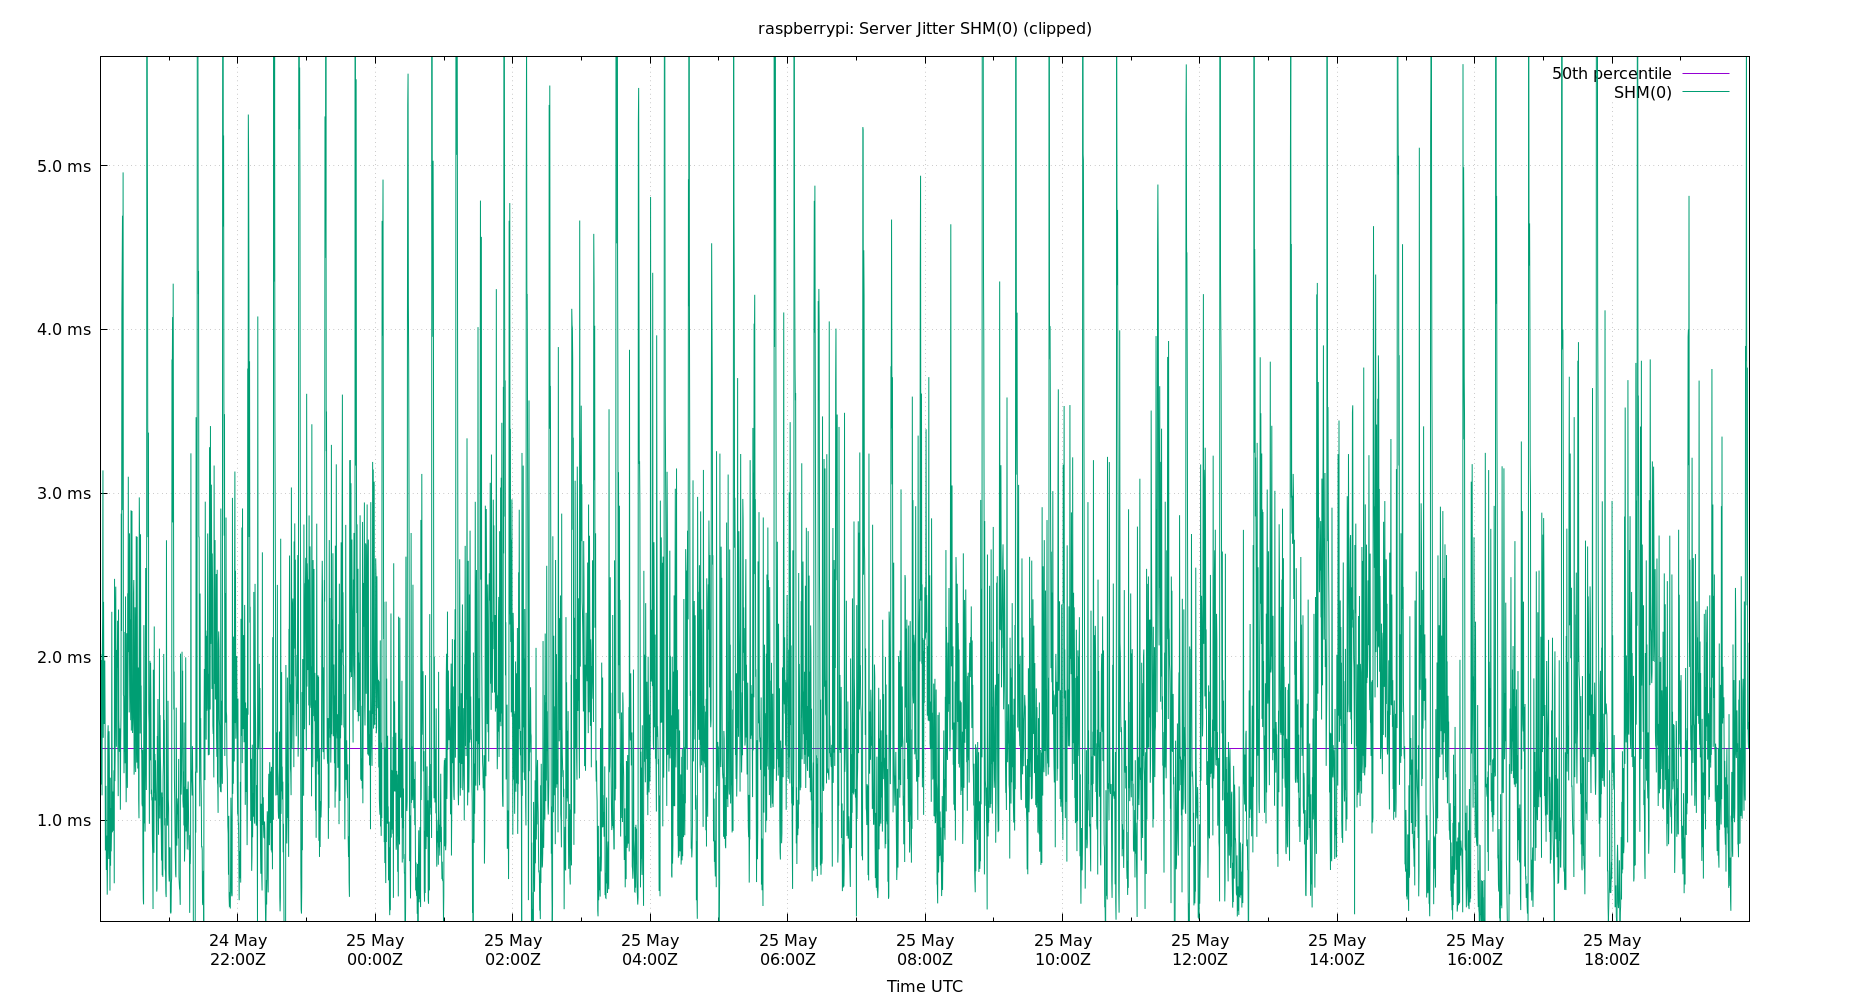 raspberrypi: Server Jitter SHM(0) (clipped)
50th percentile
SHM(0)
5.0 ms
4.0 ms
3.0 ms
2.0 ms
1.0 ms
24 May 25 May 25 May 25 May 25 May 25 May 25 May 25 May 25 May 25 May 25 May
22:00Z 00:00Z 02:00Z 04:00Z 06:00Z 08:00Z 10:00Z 12:00Z 14:00Z 16:00Z 18:00Z
Time UTC